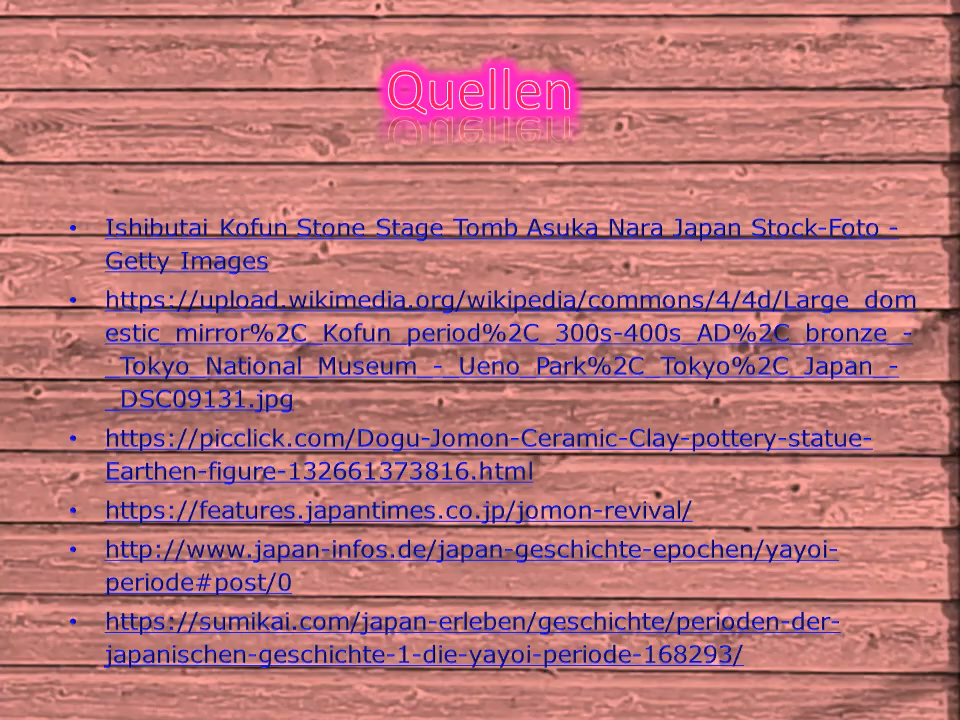 Quellen
• Ishibutai Kofun Stone Stage Tomb Asuka Nara Japan Stock-Foto -
Getty Images
• https://upload.wikimedia.org/wikipedia/commons/4/4d/Large_dom
estic_mirror%2C_Kofun_period%2C_300s-400s_AD%2C_bronze_-
_Tokyo_National_Museum_-_Ueno_Park%2C_Tokyo%2C_Japan_-
_DSC09131.jpg
• https://picclick.com/Dogu-Jomon-Ceramic-Clay-pottery-statue-
Earthen-figure-132661373816.html
• https://features.japantimes.co.jp/jomon-revival/
• http://www.japan-infos.de/japan-geschichte-epochen/yayoi-
periode#post/0
• https://sumikai.com/japan-erleben/geschichte/perioden-der-
japanischen-geschichte-1-die-yayoi-periode-168293/